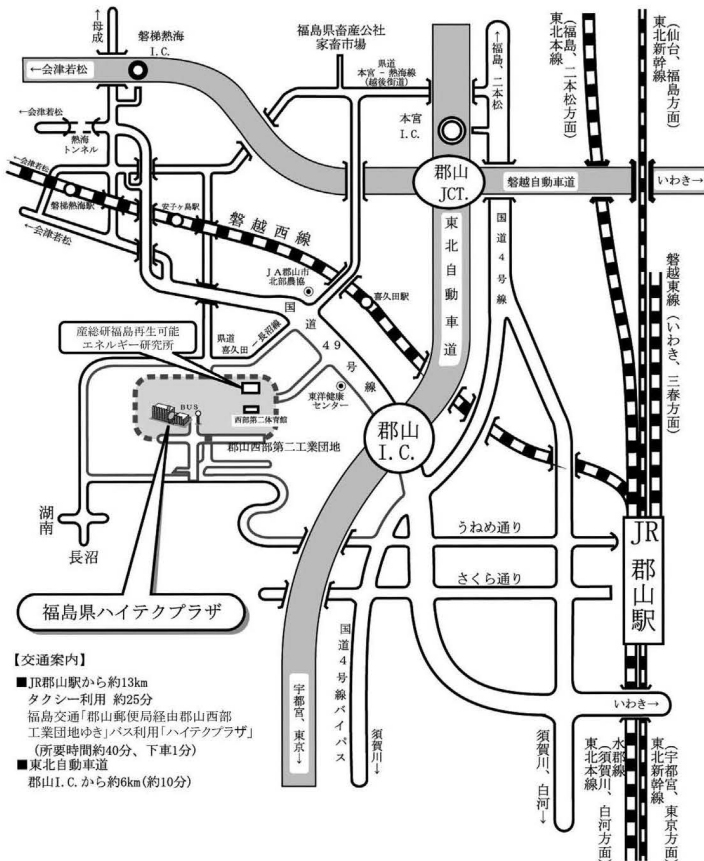 ↑母成
磐梯熱海
I.C.
←会津若松
福島県畜産公社
家畜市場
県道
本宮-熱海線
(越後街道)
←福島、二本松
本宮
I.C.
(福島、二本松方面)
東北本線
(仙台、福島方面)
東北新幹線
←会津若松
熱海
トンネル
郡山
JCT.
磐越自動車道
いわき→
←会津若松
磐梯熱海駅
安子ヶ島駅
←会津若松
磐越西線
東北自動車道
国道4号線
JA郡山市
北部農協
喜久田駅
磐越東線(いわき、三春方面)
産総研福島再生可能
エネルギー研究所
県道
喜久田-長沼線
国道49号線
東洋健康
センター
BUS
西部第二体育館
郡山西部第二工業団地
郡山
I.C.
湖南
長沼
うねめ通り
さくら通り
JR郡山駅
福島県ハイテクプラザ
国道4号線バイパス
宇都宮、東京→
須賀川→
須賀川、白河→
いわき→
(須賀川、白河方面)
水郡線
東北本線
(宇都宮、東京方面)
東北新幹線
【交通案内】
■JR郡山駅から約13km
タクシー利用 約25分
福島交通「郡山郵便局経由郡山西部
工業団地ゆき」バス利用「ハイテクプラザ」
(所要時間約40分、下車1分)
■東北自動車道
郡山I.C.から約6km(約10分)